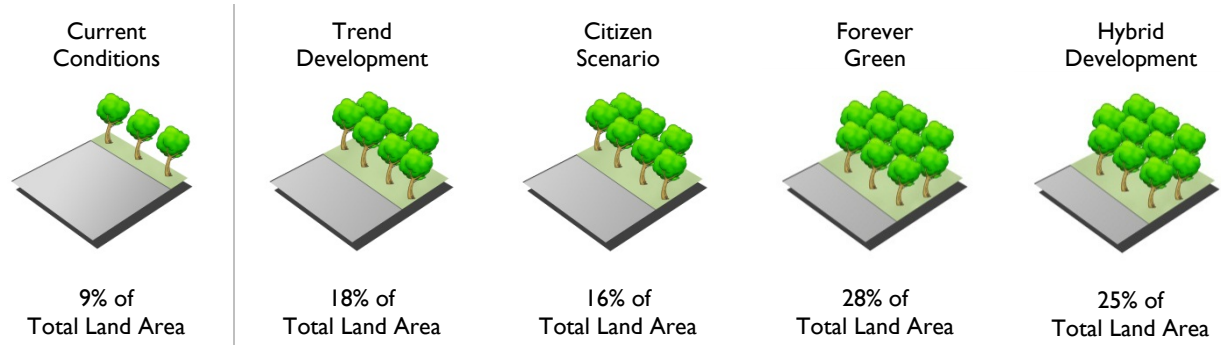 Current
Conditions
Trend
Development
Citizen
Scenario
Forever
Green
Hybrid
Development
9% of
Total Land Area
18% of
Total Land Area
16% of
Total Land Area
28% of
Total Land Area
25% of
Total Land Area